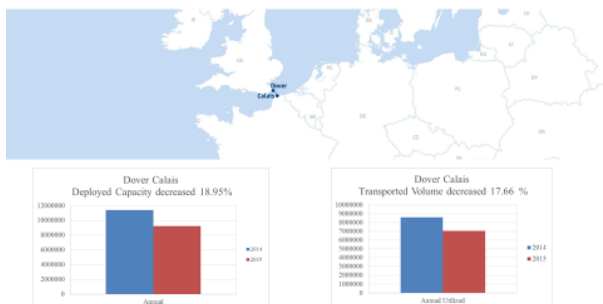 Dover
Calais
Dover Calais
Deployed Capacity decreased 18.95%
12000000
10000000
8000000
6000000
4000000
2000000
0
Annual
2014
2015
Dover Calais
Transported Volume decreased 17.66 %
10000000
9000000
8000000
7000000
6000000
5000000
4000000
3000000
2000000
1000000
0
Annual Utilized
2014
2015